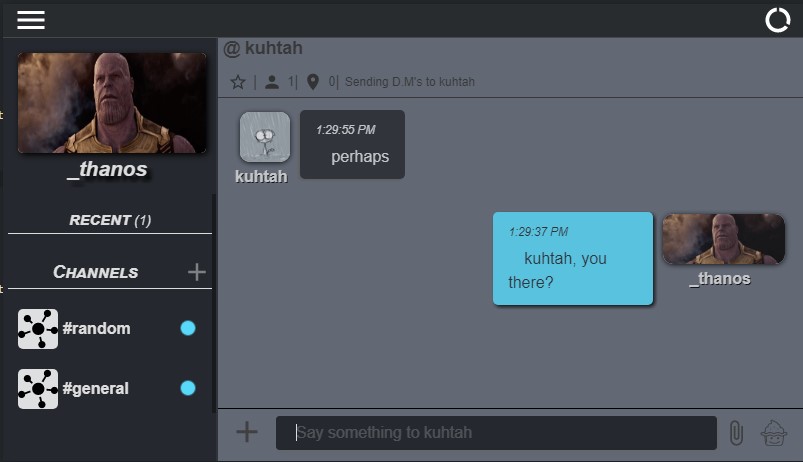 _thanos
RECENT (1)
CHANNELS
#random
#general
@ kuhtah
| 1| 0| Sending D.M's to kuhtah
1:29:55 PM
perhaps
kuhtah
1:29:37 PM
kuhtah, you
there?
_thanos
Say something to kuhtah